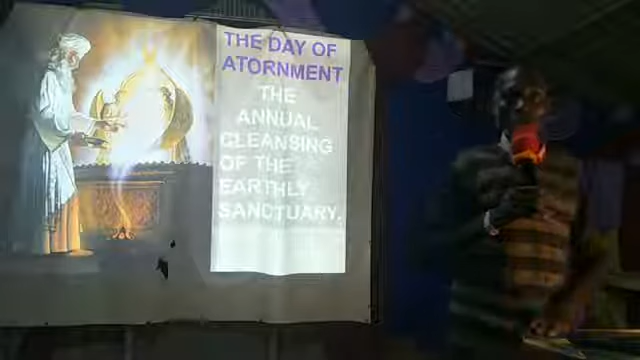 THE DAY OF
ATORNMENT
THE
ANNUAL
CLEANSING
OF THE
EARTHLY
SANCTUARY.